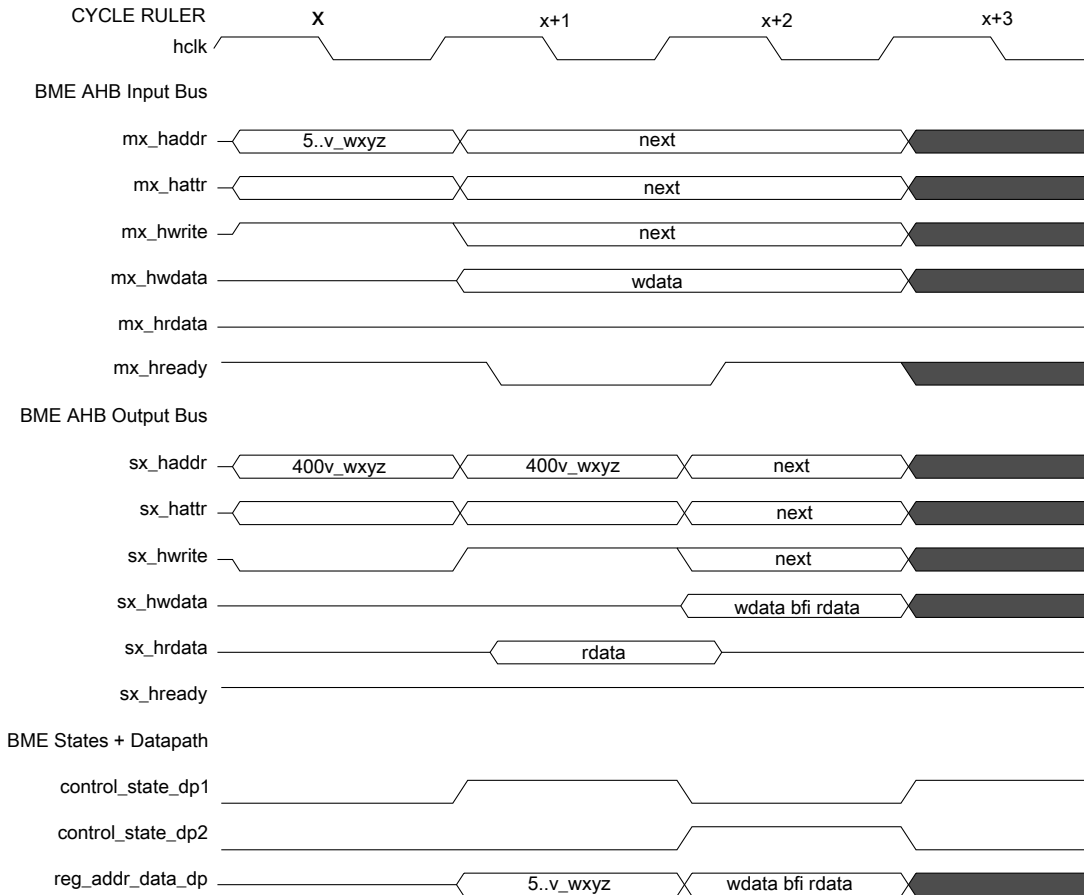 CYCLE RULER x x+1 x+2 x+3
hclk
BME AHB Input Bus
mx_haddr 5..v_wxyz next
mx_hattr next
mx_hwrite next
mx_hwdata wdata
mx_hrdata
mx_hready
BME AHB Output Bus
sx_haddr 400v_wxyz 400v_wxyz next
sx_hattr next
sx_hwrite next
sx_hwdata wdata bfi rdata
sx_hrdata rdata
sx_hready
BME States + Datapath
control_state_dp1
control_state_dp2
reg_addr_data_dp 5..v_wxyz wdata bfi rdata